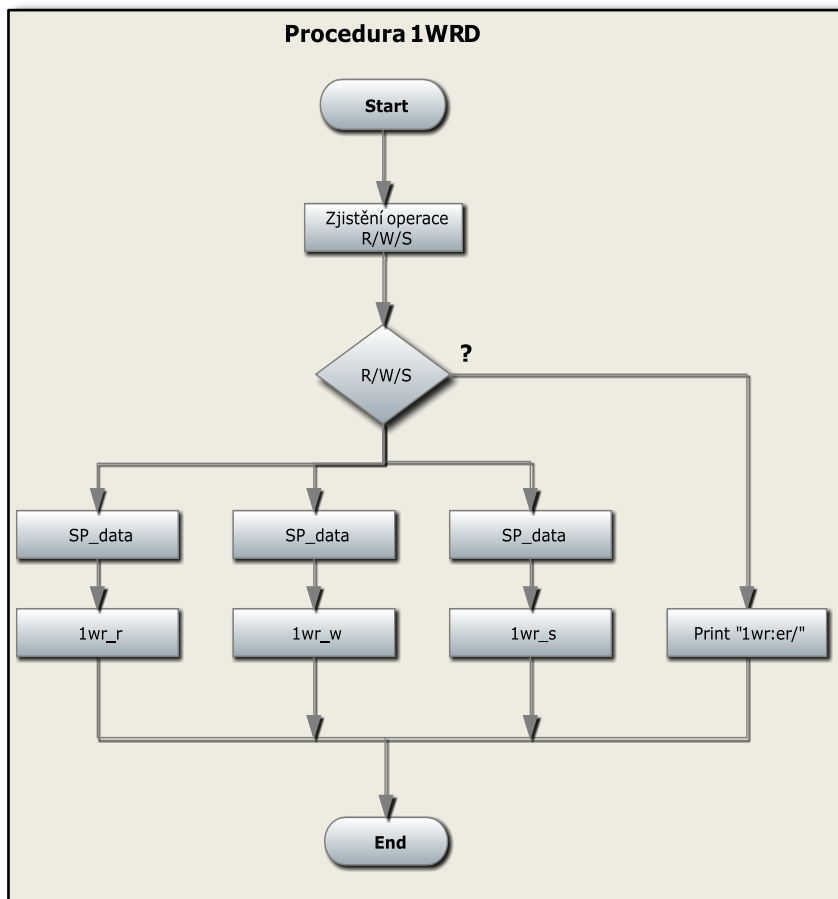 Procedura 1WRD
Start
Zjistění operace
R/W/S
?
R/W/S
SP_data
SP_data
SP_data
1wr_r
1wr_w
1wr_s
Print "1wr:er/"
End